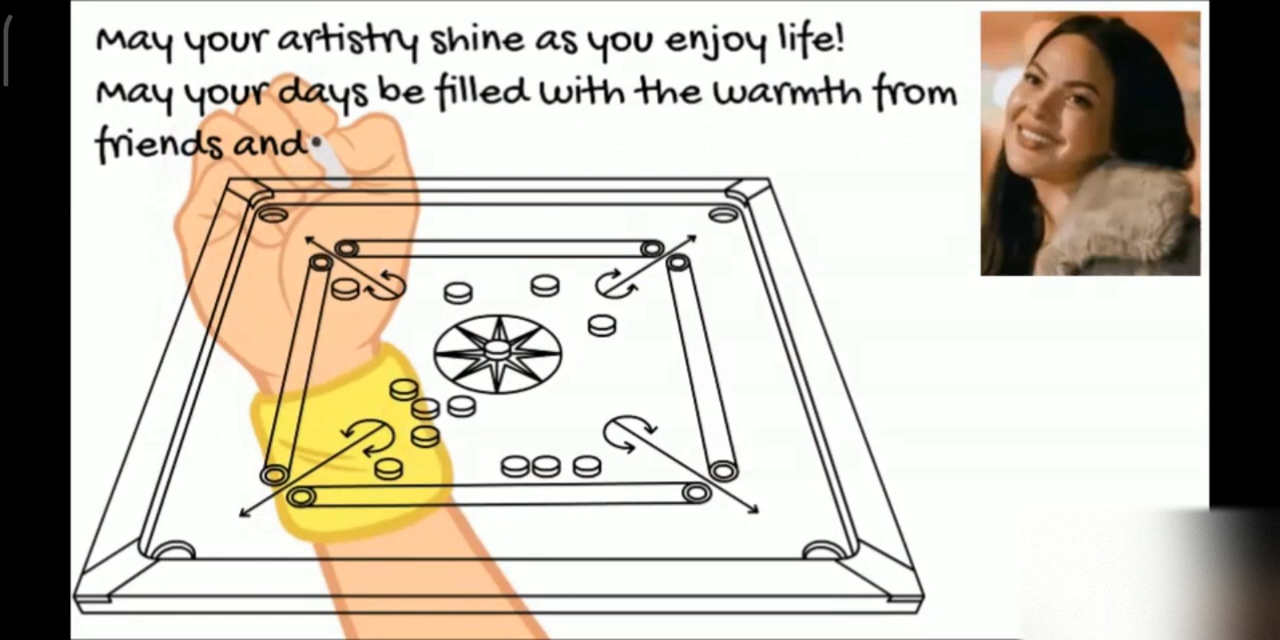 May your artistry shine as you enjoy life!
May your days be filled with the warmth from
friends and